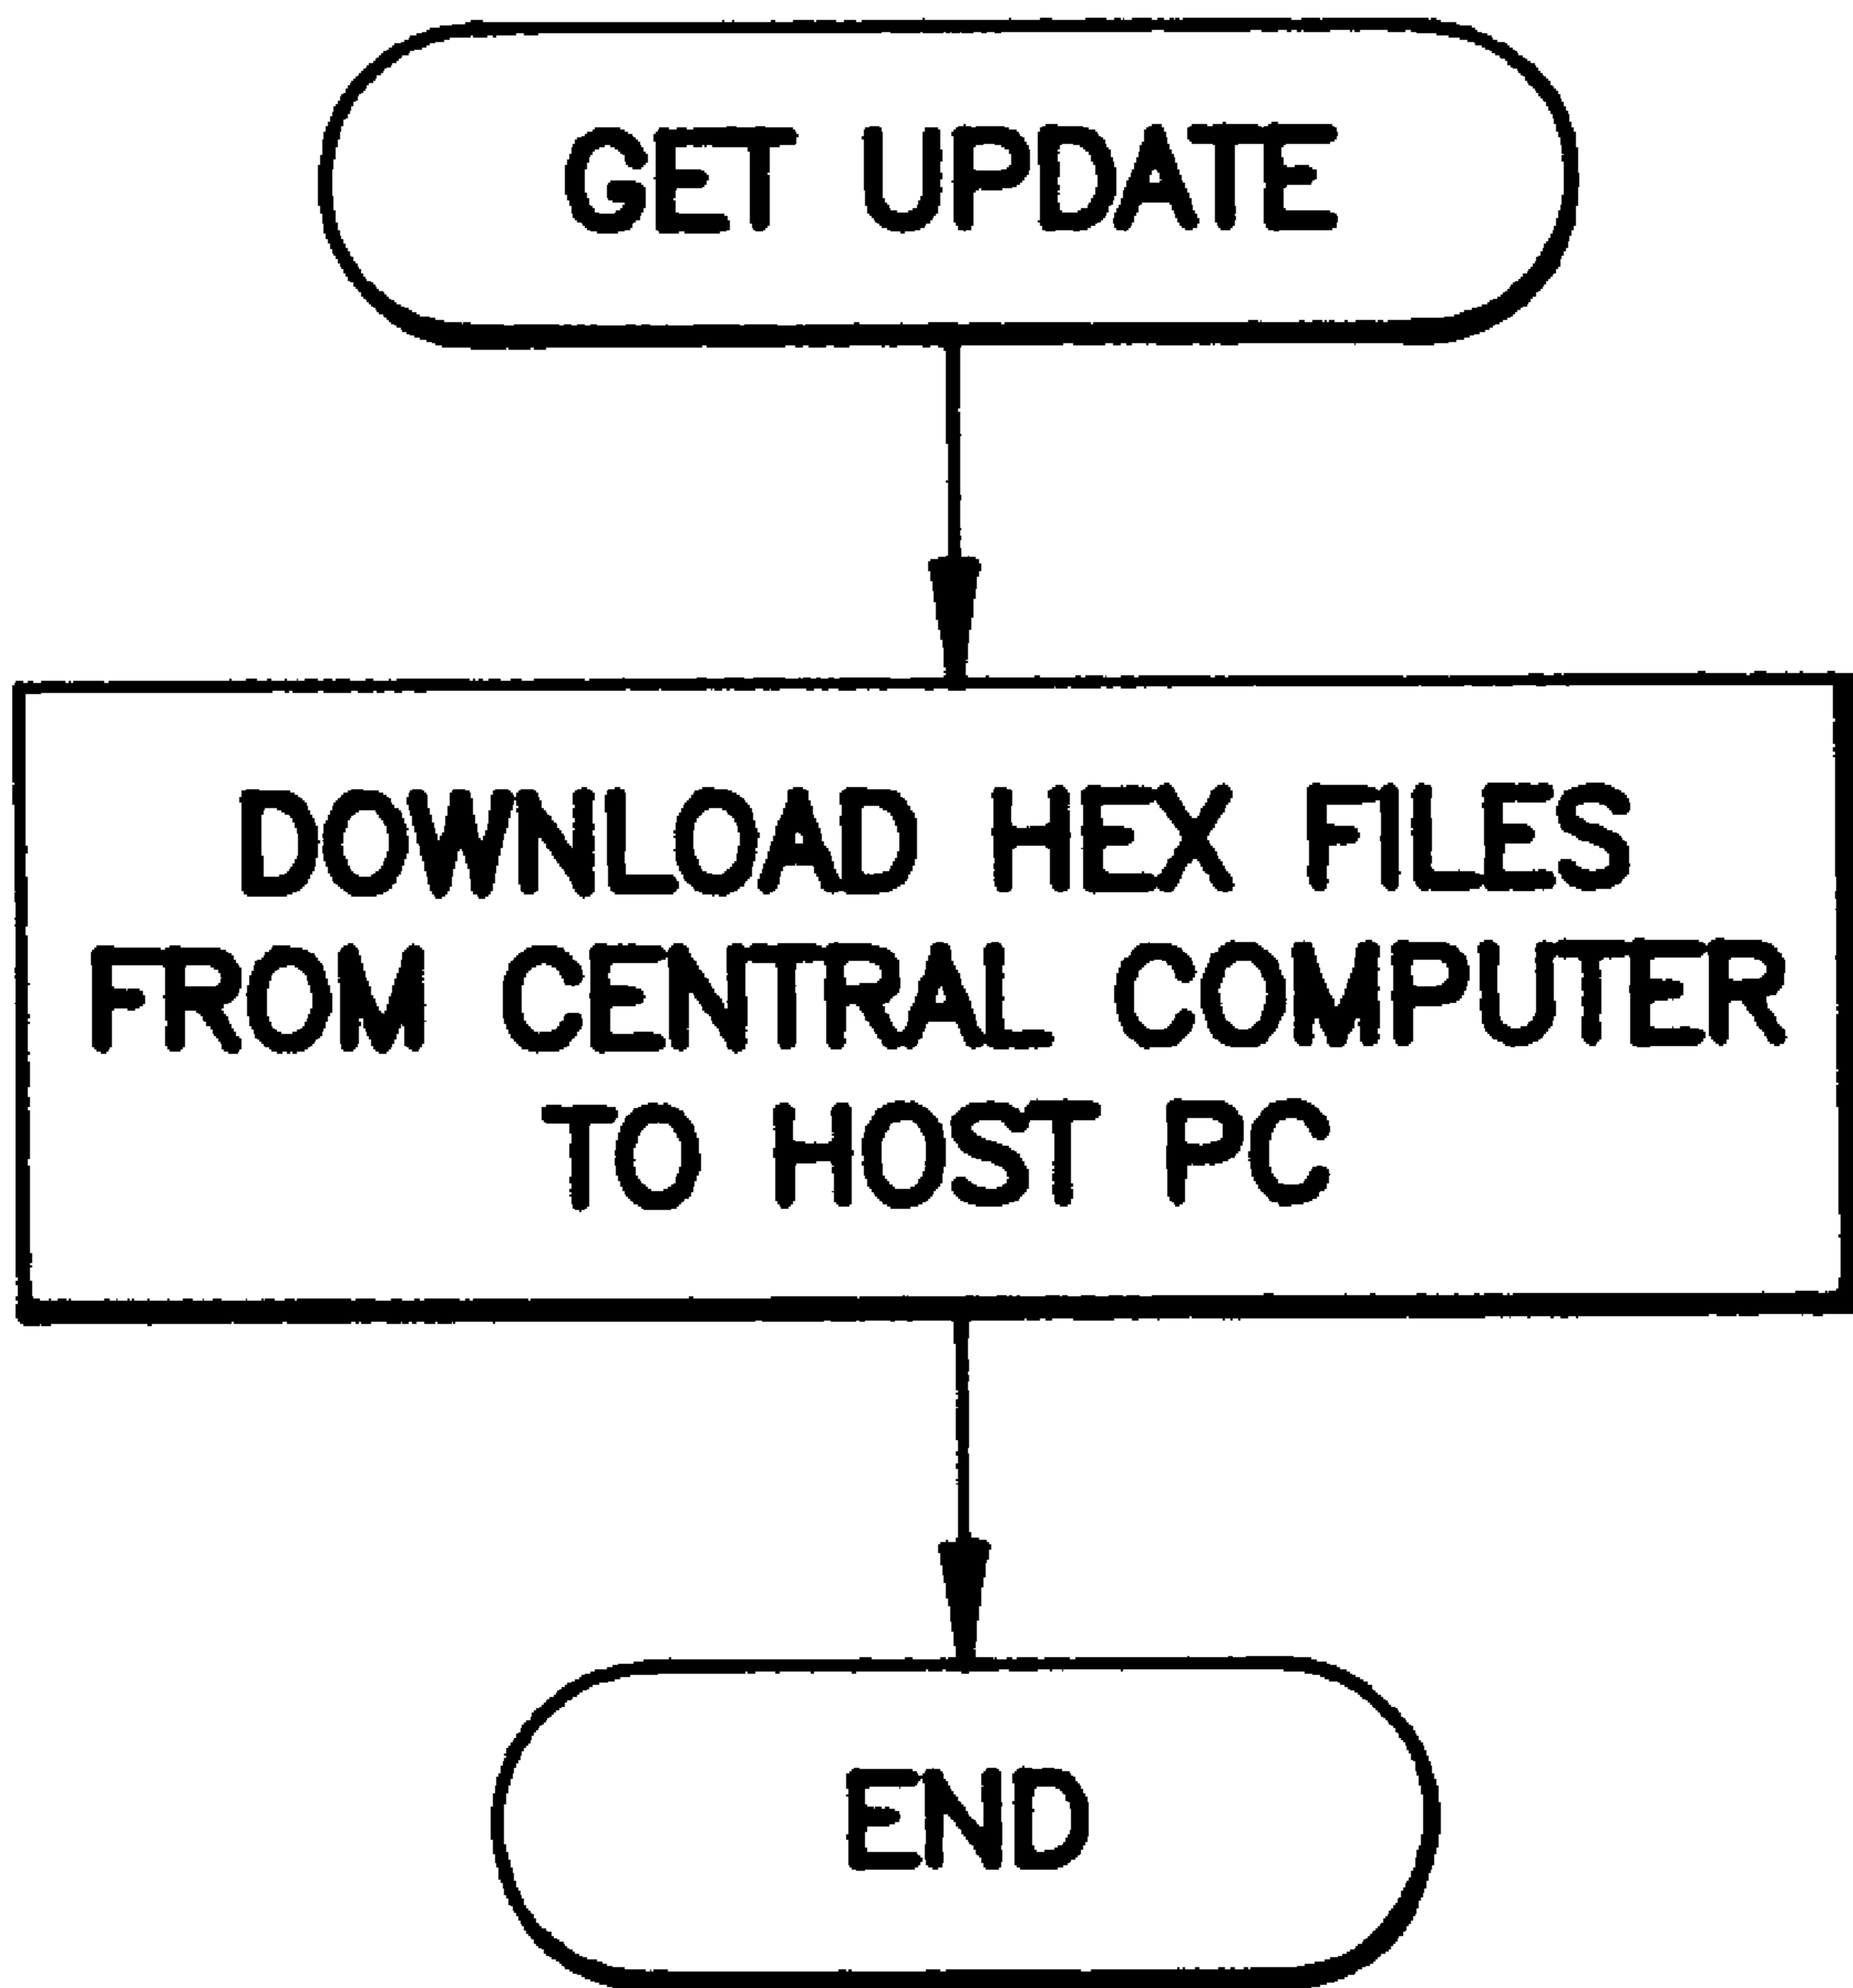 GET UPDATE
DOWNLOAD HEX FILES
FROM CENTRAL COMPUTER
TO HOST PC
END